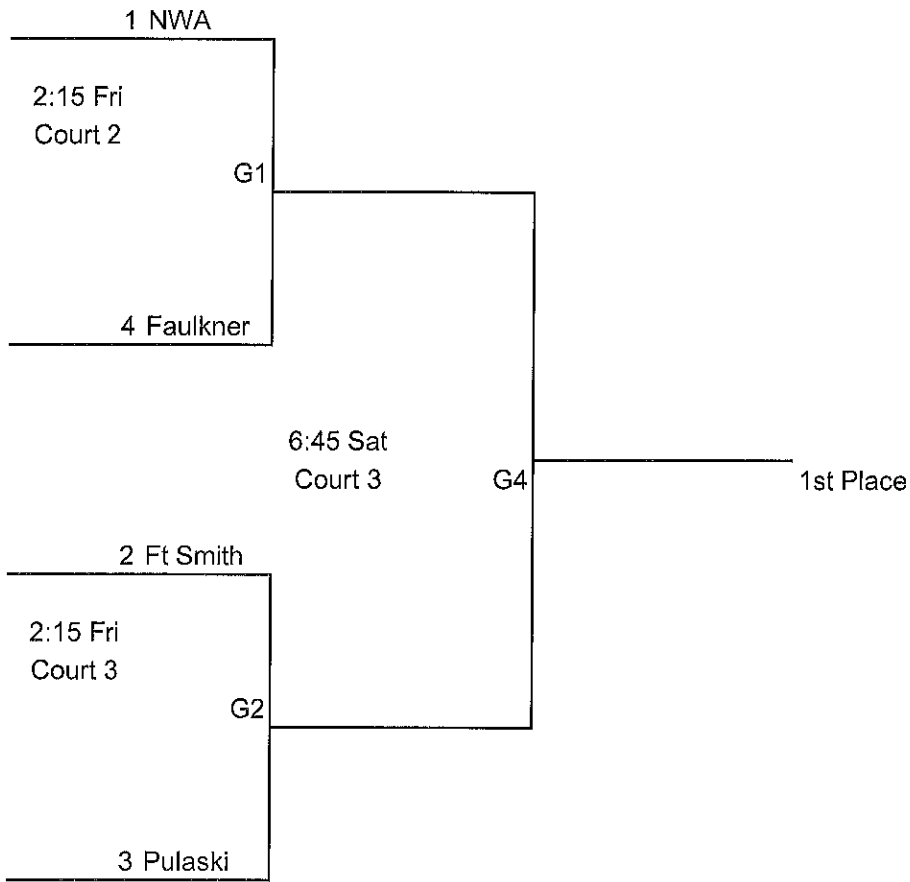 1 NWA
2:15 Fri
Court 2
G1
4 Faulkner
6:45 Sat
Court 3
G4
1st Place
2 Ft Smith
2:15 Fri
Court 3
G2
3 Pulaski